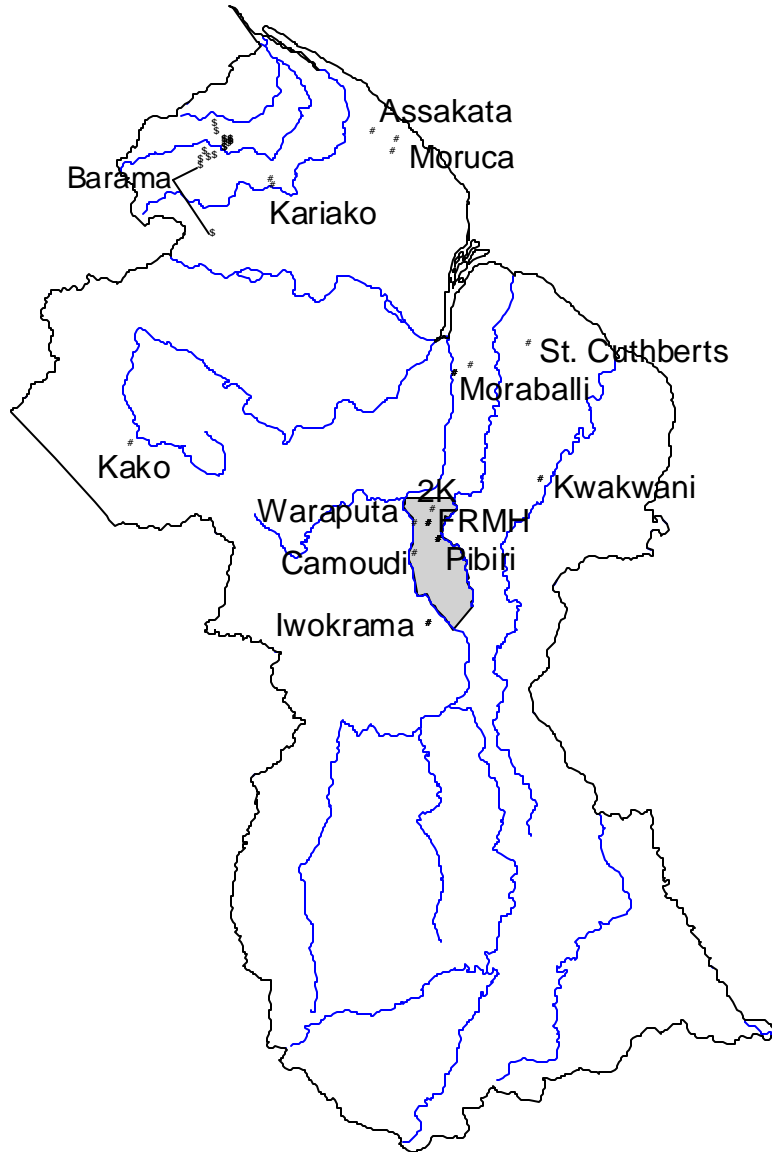 Assakata
Moruca
Barama
Kariako
St. Cuthberts
Moraballi
Kako
2K
Kwakwani
Waraputa
FRMH
Camoudi
Pibiri
Iwokrama